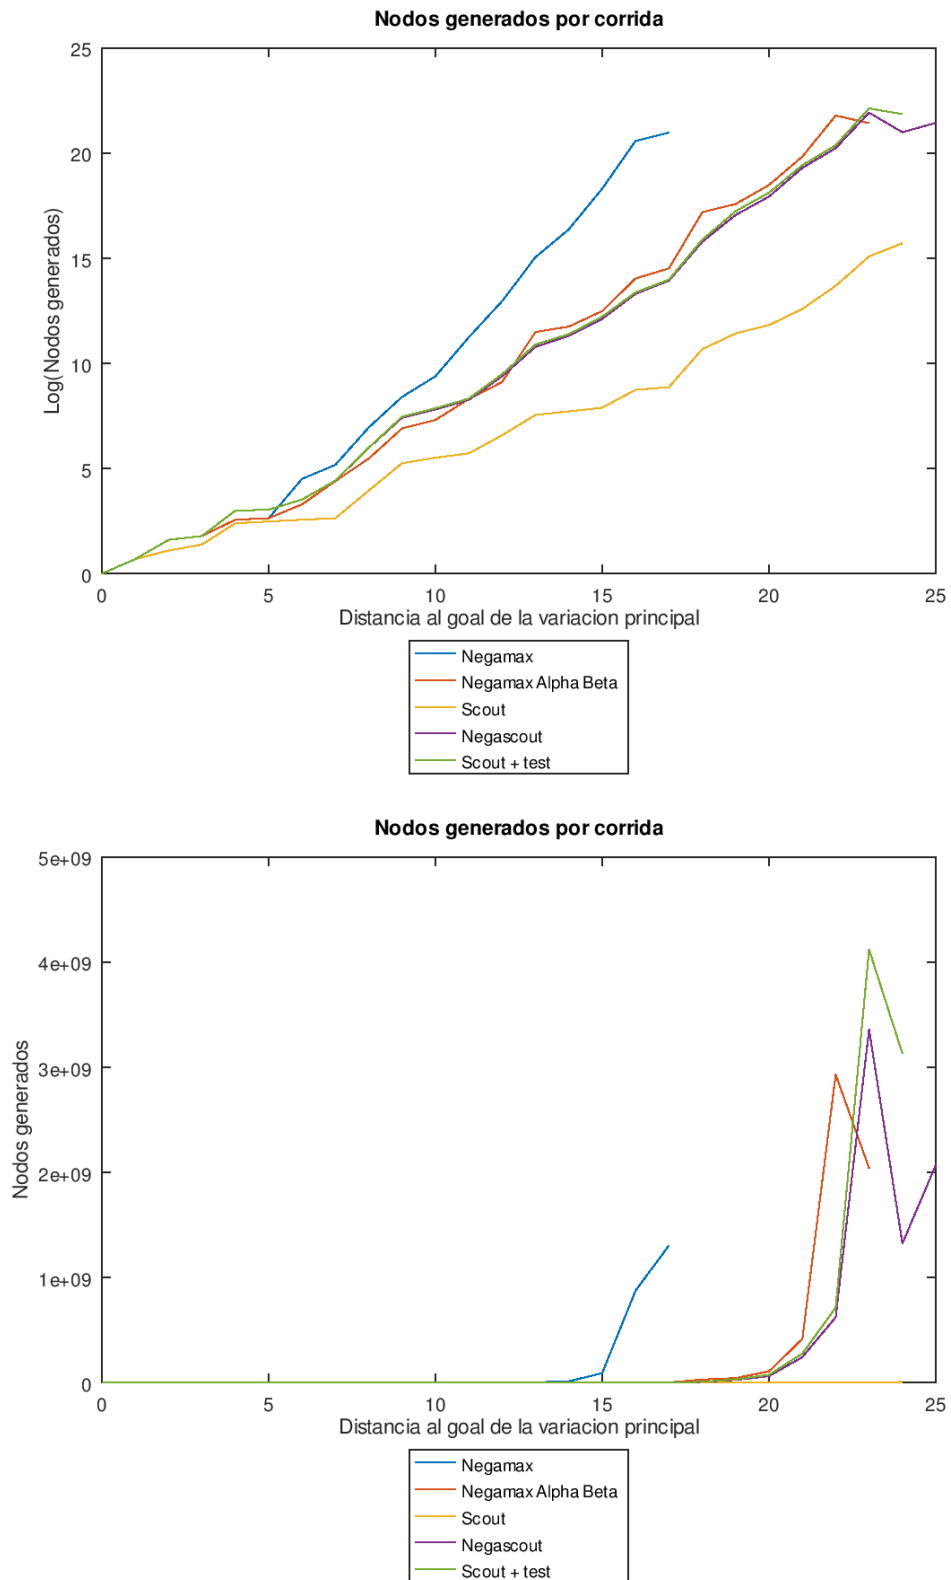 Nodos generados por corrida
25
20
15
10
5
0
Log(Nodos generados)
0 5 10 15 20 25
Distancia al goal de la variacion principal
Negamax
Negamax Alpha Beta
Scout
Negascout
Scout + test
Nodos generados por corrida
5e+09
4e+09
3e+09
2e+09
1e+09
0
Nodos generados
0 5 10 15 20 25
Distancia al goal de la variacion principal
Negamax
Negamax Alpha Beta
Scout
Negascout
Scout + test